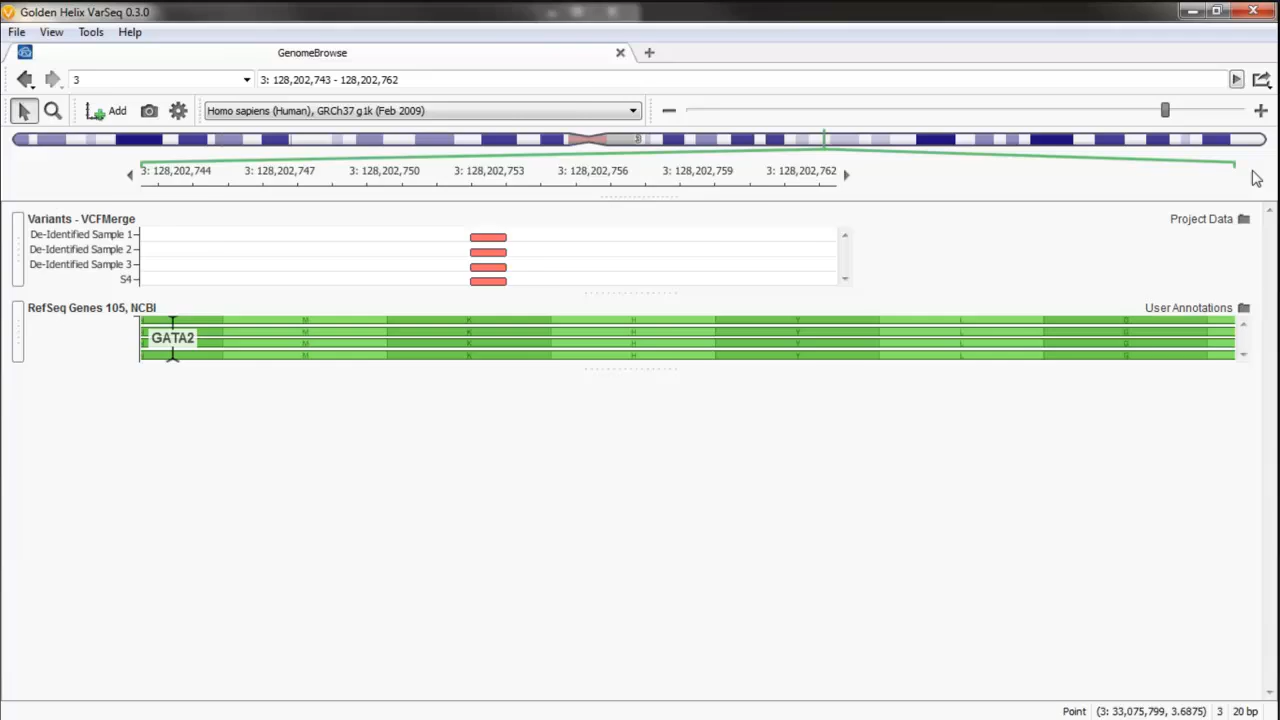 Golden Helix VarSeq 0.3.0
File View Tools Help
GenomeBrowse
3 3: 128,202,743 - 128,202,762
Add Homo sapiens (Human), GRCh37 g1k (Feb 2009)
3
3: 128,202,744 3: 128,202,747 3: 128,202,750 3: 128,202,753 3: 128,202,756 3: 128,202,759 3: 128,202,762
Variants - VCFMerge Project Data
De-Identified Sample 1
De-Identified Sample 2
De-Identified Sample 3
S4
RefSeq Genes 105, NCBI User Annotations
M K H Y L G
M K H Y L G
GATA2
M K H Y L G
M K H Y L G
Point (3: 33,075,799, 3.6875) 3 20 bp